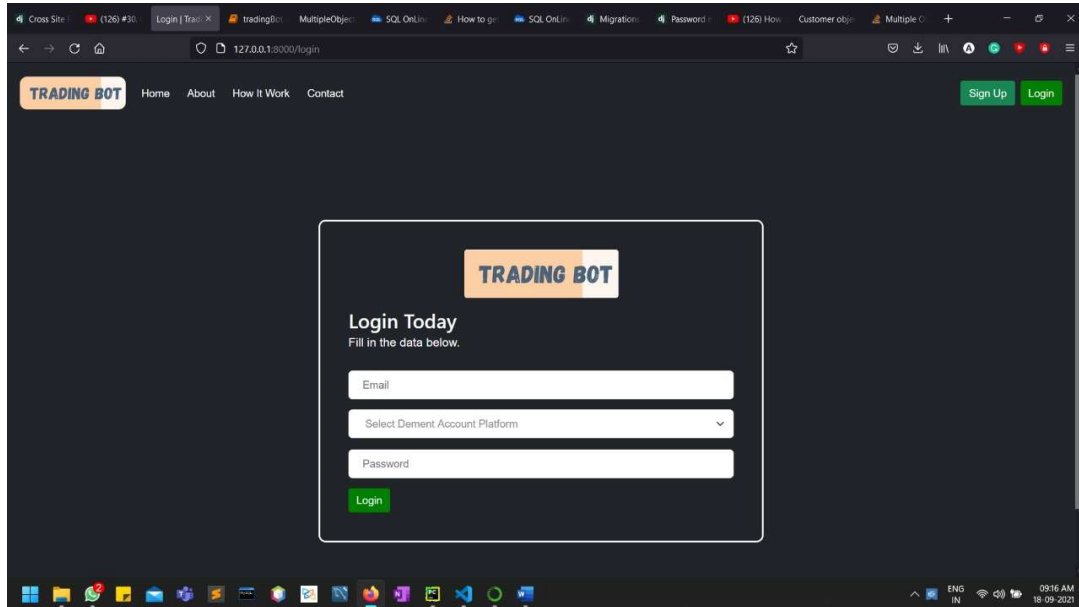 Cross Site (126) #30. Login | Trad tradingBot MultipleObject SQL OnLin How to get SQL OnLin Migrations Password (126) How Customer obje Multiple O
127.0.0.1:8000/login
TRADING BOT Home About How It Work Contact Sign Up Login
TRADING BOT
Login Today
Fill in the data below.
Email
Select Dement Account Platform
Password
Login
2
ENG 09:16 AM
IN 18-09-2021